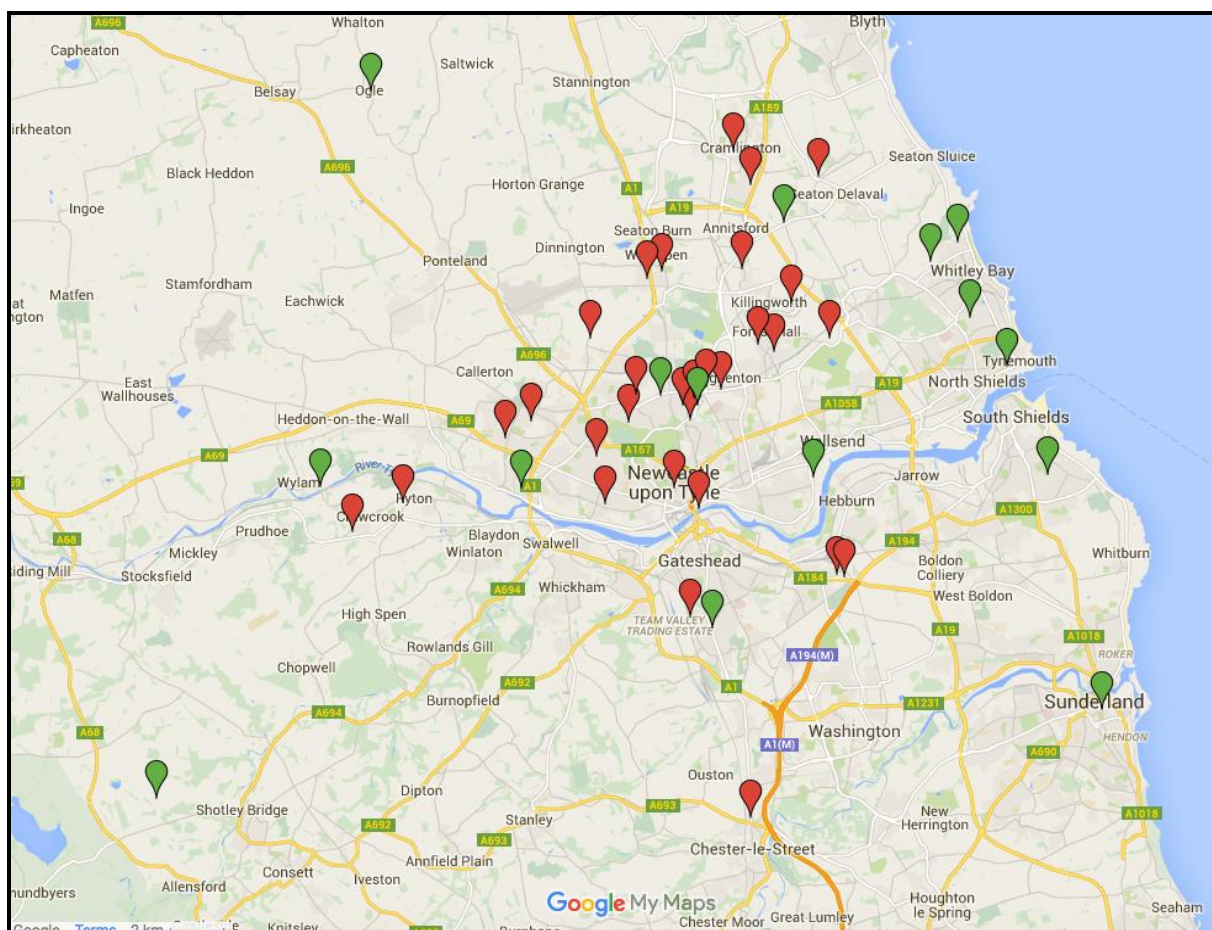 A696
Whalton
Blyth
Capheaton
Saltwick
Stannington
Belsay
Ogle
A189
Cramlington
Seaton Sluice
A696
Black Heddon
Horton Grange
A1
Seaton Delaval
Ingoe
A19
Seaton Burn
Annitsford
Dinnington
Ponteland
Whitley Bay
Stamfordham
Matfen
Eachwick
Killingworth
A696
Tynemouth
East
Wallhouses
Callerton
North Shields
A19
A1058
Heddon-on-the-Wall
A69
South Shields
A69
A167
Wallsend
River
Wylam
Newcastle
upon Tyne
A1
Jarrow
Ryton
Hebburn
Prudhoe
A1300
A68
Blaydon
Swalwell
A194
Winlaton
Mickley
Whitburn
Gateshead
Boldon
Colliery
Stocksfield
A184
Whickham
A694
West Boldon
High Spen
TEAM VALLEY
TRADING ESTATE
A19
A1018
Rowlands Gill
ROKER
A194(M)
Chopwell
A692
A1
Burnopfield
A1231
Sunderland
A694
A68
Washington
HENDON
A1(M)
A690
Ouston
Dipton
A693
Shotley Bridge
New
Herrington
A1018
Stanley
A692
A693
Chester-le-Street
Annfield Plain
Consett
Iveston
Allensford
Google My Maps
Houghton
le Spring
Chester Moor
Great Lumley
Seaham
Knitsley
Terms
2 km